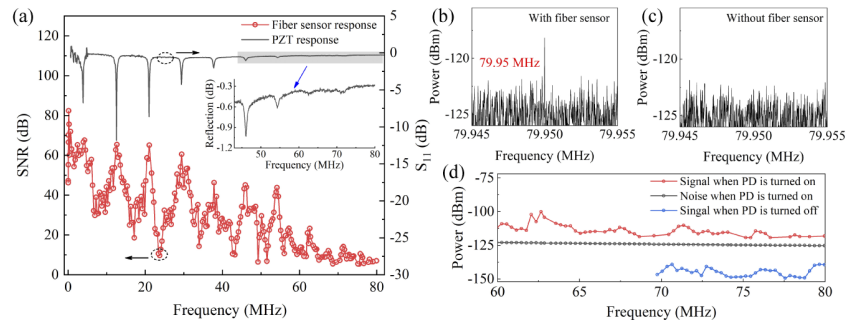 (a)
Fiber sensor response
PZT response
SNR (dB)
120
100
80
60
40
20
0
5
0
-5
-10
-15
-20
-25
-30
S11 (dB)
0
20
40
60
80
Frequency (MHz)
Reflection (dB)
-0.3
-0.6
-0.9
-1.2
50
60
70
80
Frequency (MHz)
(b)
With fiber sensor
79.95 MHz
Power (dBm)
-120
-125
79.945
79.950
79.955
Frequency (MHz)
(c)
Without fiber sensor
Power (dBm)
-120
-125
79.945
79.950
79.955
Frequency (MHz)
(d)
Signal when PD is turned on
Noise when PD is turned on
Singal when PD is turned off
Power (dBm)
-75
-100
-125
-150
60
65
70
75
80
Frequency (MHz)